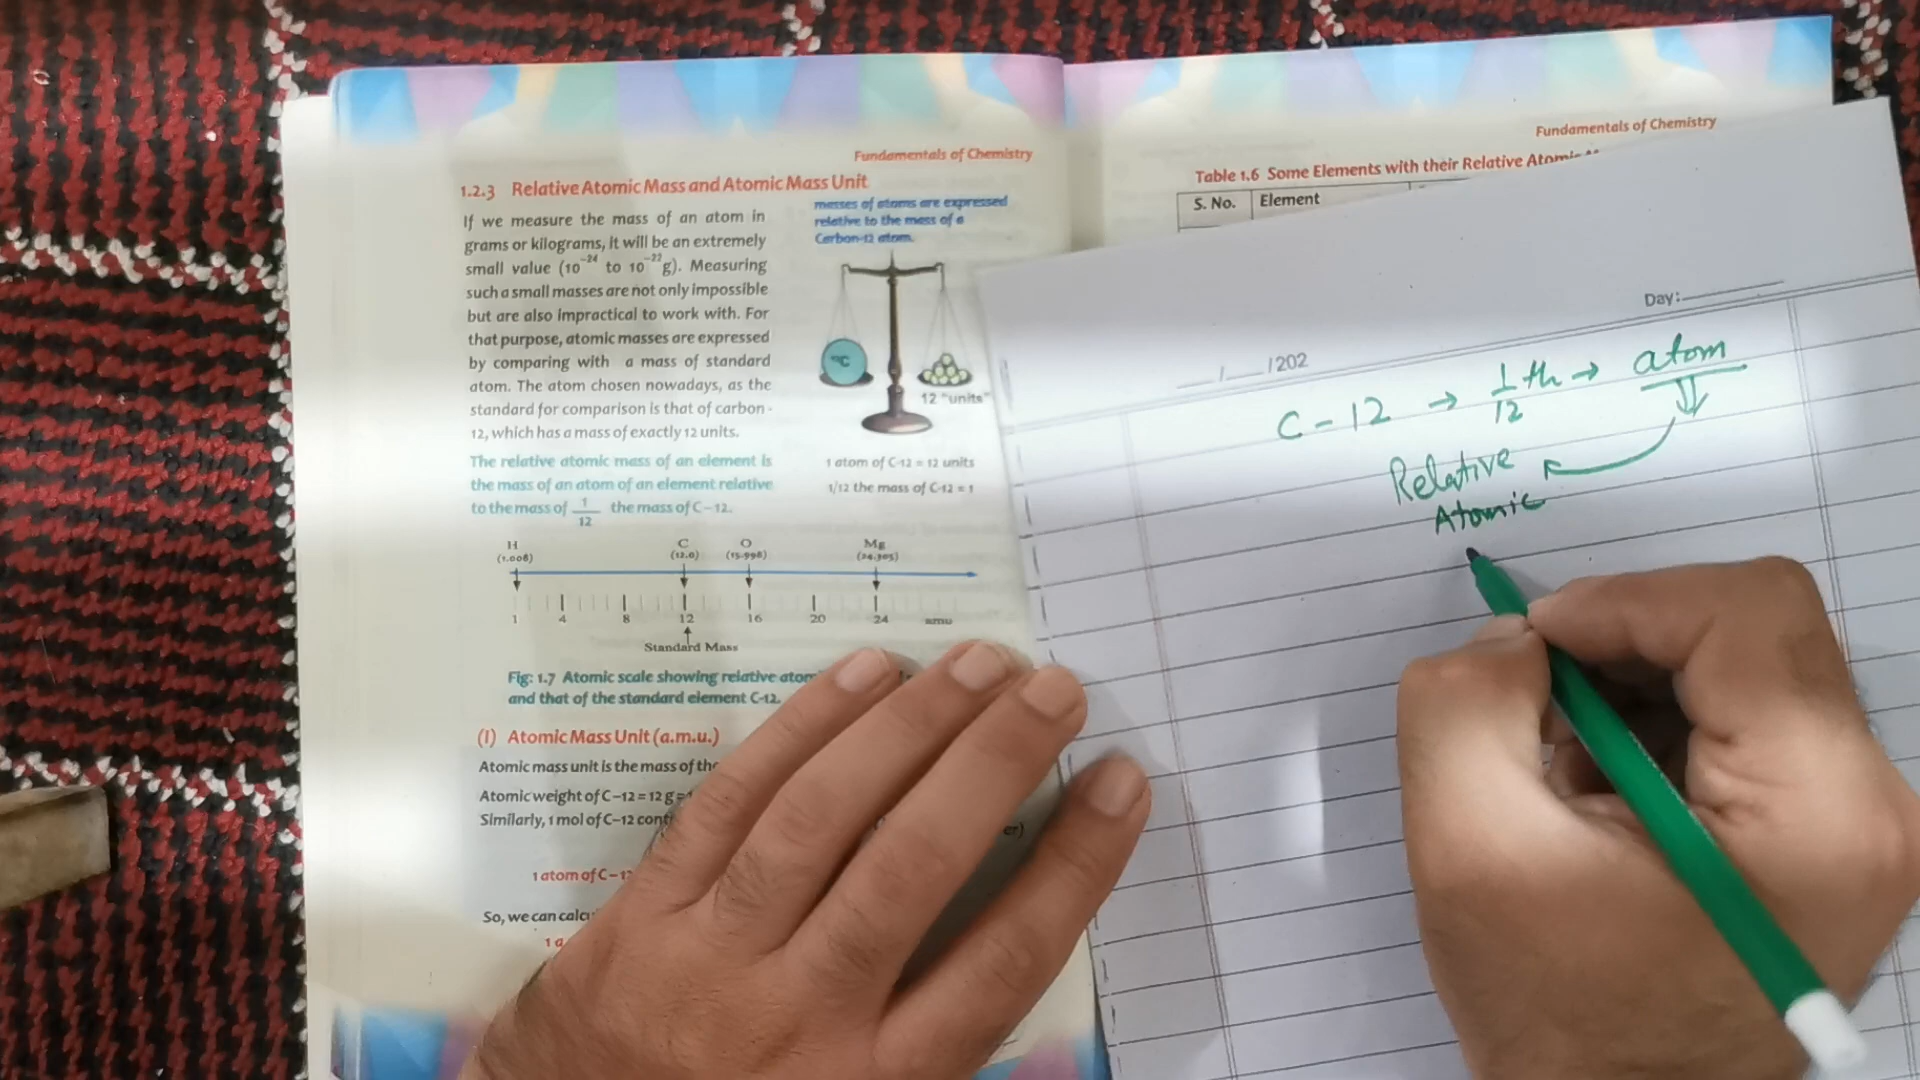 Fundamentals of Chemistry
1.2.3 Relative Atomic Mass and Atomic Mass Unit
If we measure the mass of an atom in
grams or kilograms, it will be an extremely
small value (10⁻²⁴ to 10⁻²²g). Measuring
such a small masses are not only impossible
but are also impractical to work with. For
that purpose, atomic masses are expressed
by comparing with a mass of standard
atom. The atom chosen nowadays, as the
standard for comparison is that of carbon -
12, which has a mass of exactly 12 units.
The relative atomic mass of an element is
the mass of an atom of an element relative
to the mass of 1/12 the mass of C–12.
masses of atoms are expressed
relative to the mass of a
Carbon-12 atom.
¹²C
12 "units"
1 atom of C-12 = 12 units
1/12 the mass of C-12 = 1
H C O Mg
(1.008) (12.0) (15.998) (24.305)
1 4 8 12 16 20 24 amu
Standard Mass
Fig: 1.7 Atomic scale showing relative
and that of the standard element C-12.
(I) Atomic Mass Unit (a.m.u.)
Atomic mass unit is the mass of the
Atomic weight of C–12 = 12 g =
Similarly, 1 mol of C–12
er)
1 atom of C–12
So, we can
1 a
Fundamentals of Chemistry
Table 1.6 Some Elements with their Relative Atomic
S. No. Element
Day:
/ /202
C - 12 → 1/12 th → atom
Relative
Atomic